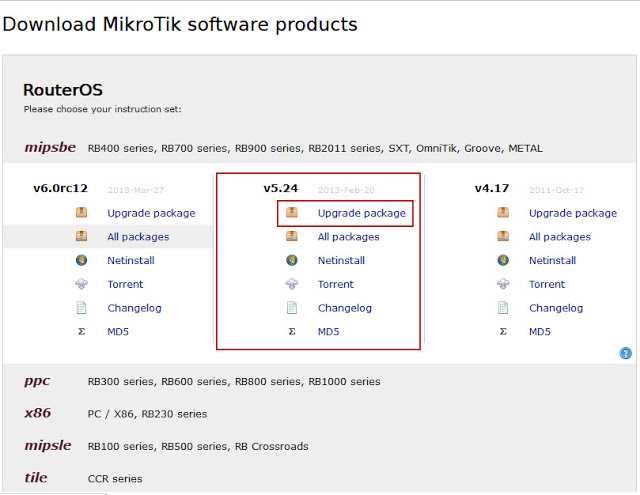 Download MikroTik software products
RouterOS
Please choose your instruction set:
mipsbe RB400 series, RB700 series, RB900 series, RB2011 series, SXT, OmniTik, Groove, METAL
v6.0rc12 2013-Mar-27 v5.24 2013-Feb-20 v4.17 2011-Oct-17
Upgrade package Upgrade package Upgrade package
All packages All packages All packages
Netinstall Netinstall Netinstall
Torrent Torrent Torrent
Changelog Changelog Changelog
Σ MD5 Σ MD5 Σ MD5
?
ppc RB300 series, RB600 series, RB800 series, RB1000 series
x86 PC / X86, RB230 series
mipsle RB100 series, RB500 series, RB Crossroads
tile CCR series